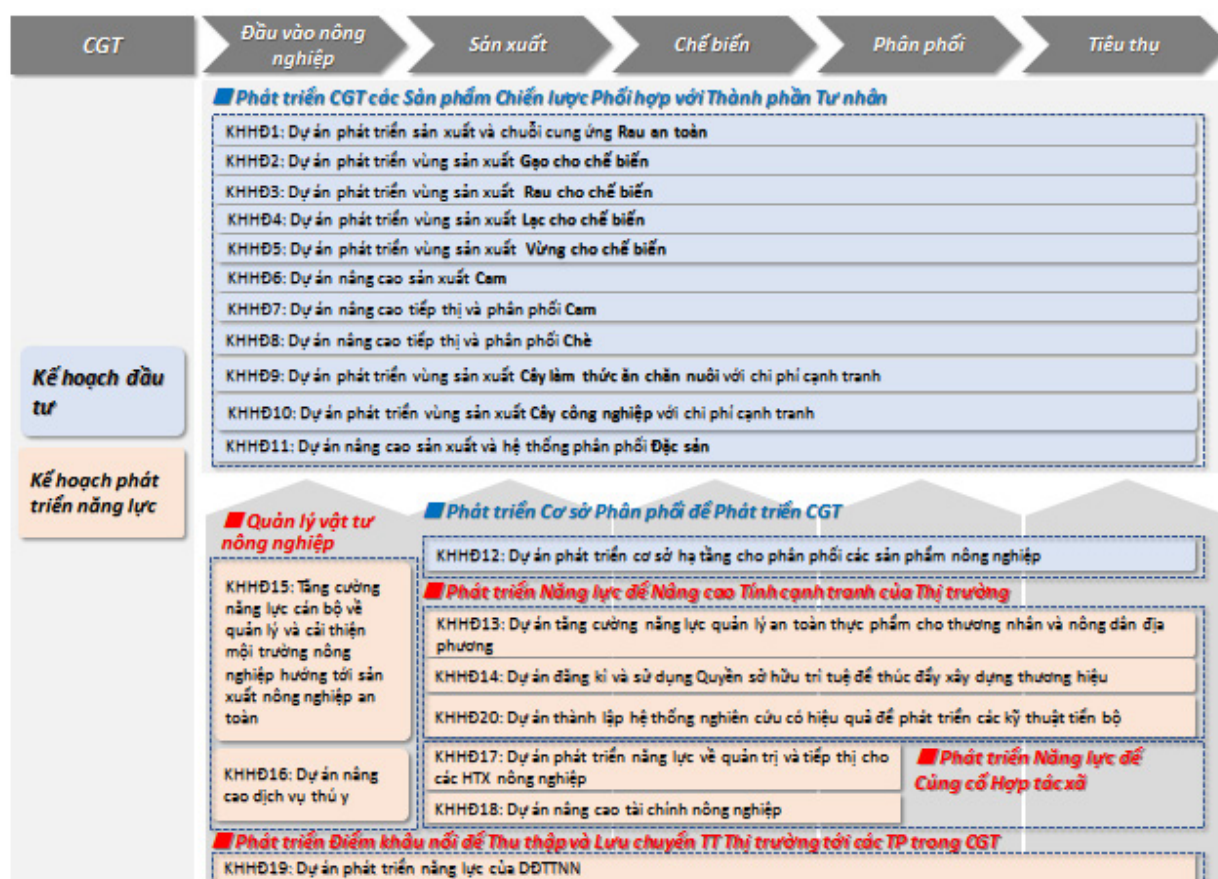 CGT
Đầu vào nông
nghiệp
Sản xuất
Chế biến
Phân phối
Tiêu thụ
Phát triển CGT các Sản phẩm Chiến lược Phối hợp với Thành phần Tư nhân
KHHĐ1: Dự án phát triển sản xuất và chuỗi cung ứng Rau an toàn
KHHĐ2: Dự án phát triển vùng sản xuất Gạo cho chế biến
KHHĐ3: Dự án phát triển vùng sản xuất Rau cho chế biến
KHHĐ4: Dự án phát triển vùng sản xuất Lạc cho chế biến
KHHĐ5: Dự án phát triển vùng sản xuất Vừng cho chế biến
KHHĐ6: Dự án nâng cao sản xuất Cam
KHHĐ7: Dự án nâng cao tiếp thị và phân phối Cam
KHHĐ8: Dự án nâng cao tiếp thị và phân phối Chè
KHHĐ9: Dự án phát triển vùng sản xuất Cây làm thức ăn chăn nuôi với chi phí cạnh tranh
KHHĐ10: Dự án phát triển vùng sản xuất Cây công nghiệp với chi phí cạnh tranh
KHHĐ11: Dự án nâng cao sản xuất và hệ thống phân phối Đặc sản
Kế hoạch đầu
tư
Kế hoạch phát
triển năng lực
Quản lý vật tư
nông nghiệp
KHHĐ15: Tăng cường
năng lực cán bộ về
quản lý và cải thiện
môi trường nông
nghiệp hướng tới sản
xuất nông nghiệp an
toàn
KHHĐ16: Dự án nâng
cao dịch vụ thú y
Phát triển Cơ sở Phân phối để Phát triển CGT
KHHĐ12: Dự án phát triển cơ sở hạ tầng cho phân phối các sản phẩm nông nghiệp
Phát triển Năng lực để Nâng cao Tính cạnh tranh của Thị trường
KHHĐ13: Dự án tăng cường năng lực quản lý an toàn thực phẩm cho thương nhân và nông dân địa
phương
KHHĐ14: Dự án đăng kí và sử dụng Quyền sở hữu trí tuệ để thúc đẩy xây dựng thương hiệu
KHHĐ20: Dự án thành lập hệ thống nghiên cứu có hiệu quả để phát triển các kỹ thuật tiến bộ
KHHĐ17: Dự án phát triển năng lực về quản trị và tiếp thị cho
các HTX nông nghiệp
KHHĐ18: Dự án nâng cao tài chính nông nghiệp
Phát triển Năng lực để
Củng cố Hợp tác xã
Phát triển Điểm khâu nối để Thu thập và Lưu chuyển TT Thị trường tới các TP trong CGT
KHHĐ19: Dự án phát triển năng lực của DĐTTNN